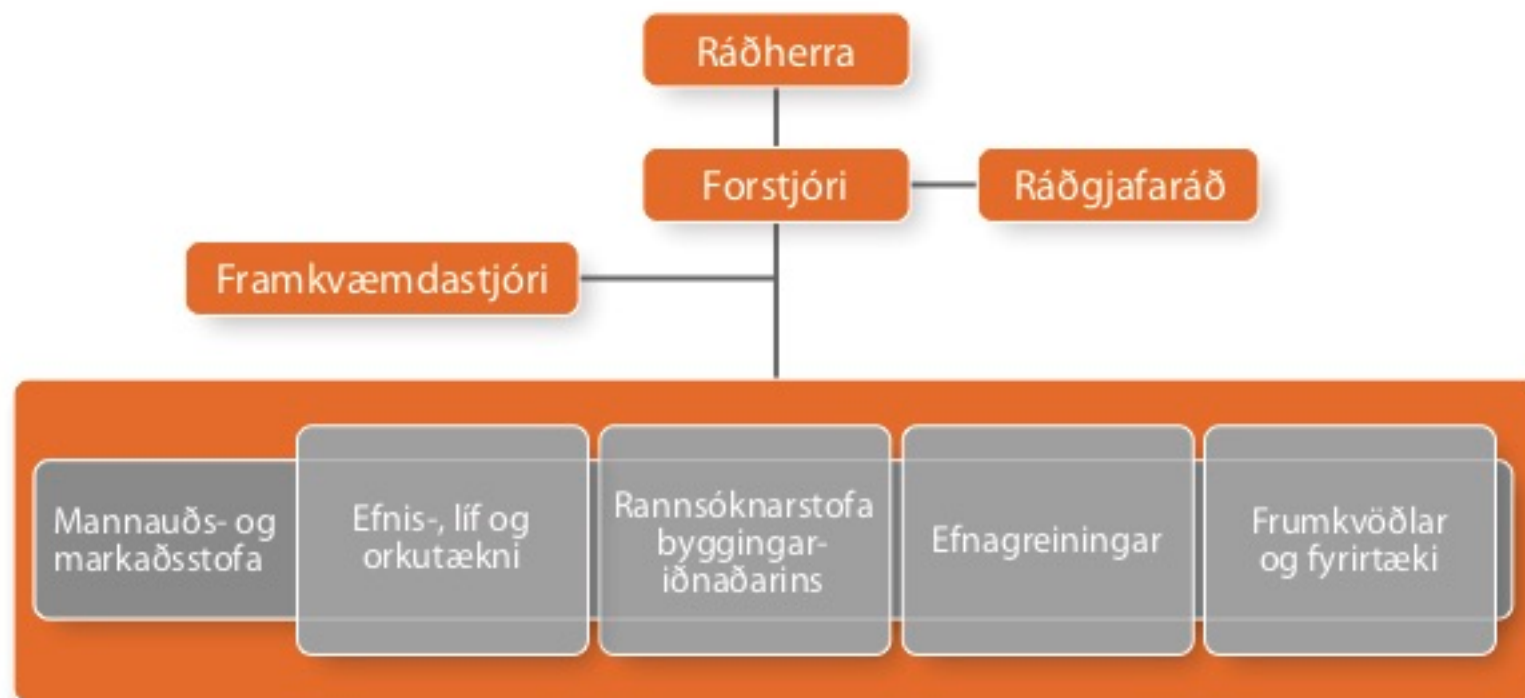 Ráðherra
Forstjóri
Ráðgjafaráð
Framkvæmdastjóri
Mannauðs- og
markaðsstofa
Efnis-, líf og
orkutækni
Rannsóknarstofa
byggingar-
iðnaðarins
Efnagreiningar
Frumkvöðlar
og fyrirtæki